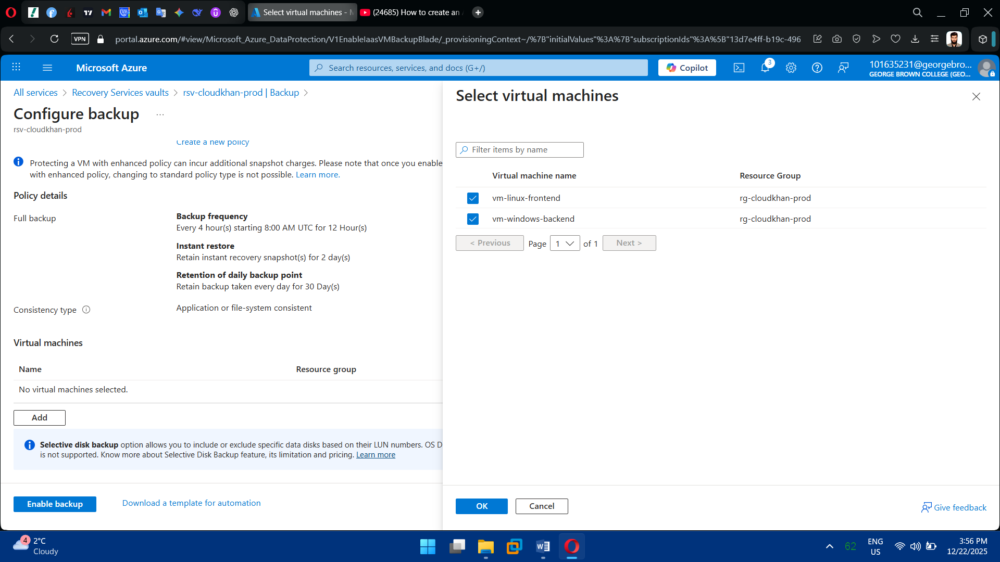 Select virtual machines - M
(24685) How to create an A
VPN
portal.azure.com/#view/Microsoft_Azure_DataProtection/V1EnableIaasVMBackupBlade/_provisioningContext~/%7B"initialValues"%3A%7B"subscriptionIds"%3A%5B"13d7e4ff-b19c-496
Microsoft Azure
Search resources, services, and docs (G+/)
Copilot
3
101635231@georgebro...
GEORGE BROWN COLLEGE (GEO...
All services > Recovery Services vaults > rsv-cloudkhan-prod | Backup >
Configure backup ...
rsv-cloudkhan-prod
Create a new policy
Protecting a VM with enhanced policy can incur additional snapshot charges. Please note that once you enable
with enhanced policy, changing to standard policy type is not possible. Learn more.
Policy details
Full backup
Backup frequency
Every 4 hour(s) starting 8:00 AM UTC for 12 Hour(s)
Instant restore
Retain instant recovery snapshot(s) for 2 day(s)
Retention of daily backup point
Retain backup taken every day for 30 Day(s)
Consistency type
Application or file-system consistent
Virtual machines
Name Resource group
No virtual machines selected.
Add
Selective disk backup option allows you to include or exclude specific data disks based on their LUN numbers. OS D
is not supported. Know more about Selective Disk Backup feature, its limitation and pricing. Learn more
Enable backup
Download a template for automation
Select virtual machines
Filter items by name
Virtual machine name Resource Group
vm-linux-frontend rg-cloudkhan-prod
vm-windows-backend rg-cloudkhan-prod
< Previous Page 1 of 1 Next >
OK
Cancel
Give feedback
4
2°C
Cloudy
62
ENG
US
3:56 PM
12/22/2025